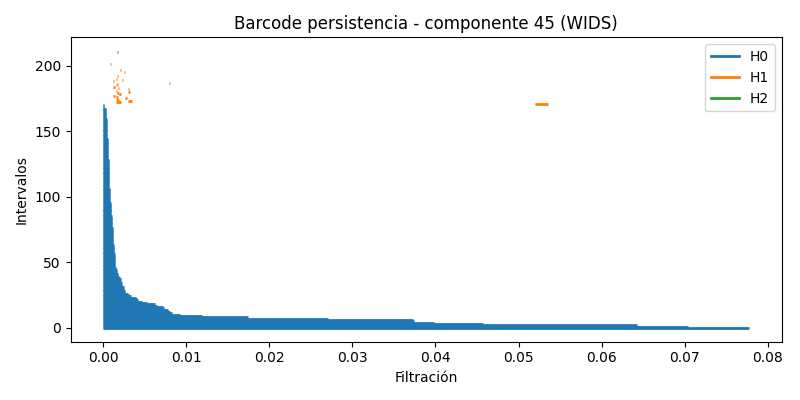 Barcode persistencia - componente 45 (WIDS)
H0
H1
H2
Intervalos
200
150
100
50
0
0.00 0.01 0.02 0.03 0.04 0.05 0.06 0.07 0.08
Filtración